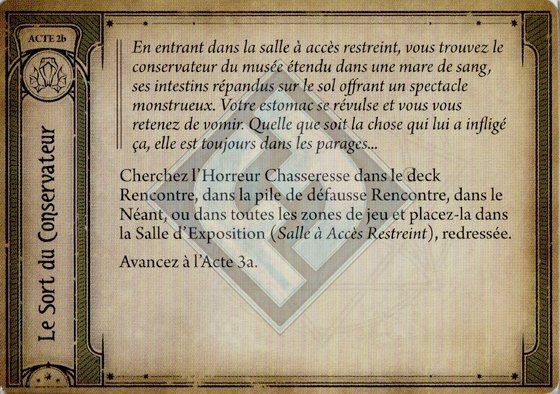 ACTE 2b
Le Sort du Conservateur
En entrant dans la salle à accès restreint, vous trouvez le
conservateur du musée étendu dans une mare de sang,
ses intestins répandus sur le sol offrant un spectacle
monstrueux. Votre estomac se révulse et vous vous
retenez de vomir. Quelle que soit la chose qui lui a infligé
ça, elle est toujours dans les parages...
Cherchez l'Horreur Chasseresse dans le deck
Rencontre, dans la pile de défausse Rencontre, dans le
Néant, ou dans toutes les zones de jeu et placez-la dans
la Salle d'Exposition (Salle à Accès Restreint), redressée.
Avancez à l'Acte 3a.